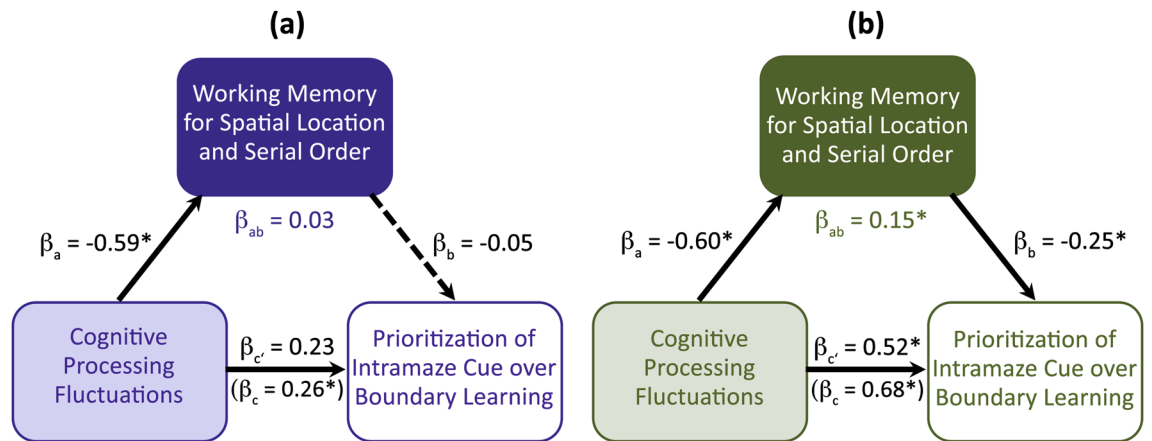 (a)
Working Memory
for Spatial Location
and Serial Order
βab = 0.03
βa = -0.59*
βb = -0.05
Cognitive
Processing
Fluctuations
βc' = 0.23
(βc = 0.26*)
Prioritization of
Intramaze Cue over
Boundary Learning
(b)
Working Memory
for Spatial Location
and Serial Order
βab = 0.15*
βa = -0.60*
βb = -0.25*
Cognitive
Processing
Fluctuations
βc' = 0.52*
(βc = 0.68*)
Prioritization of
Intramaze Cue over
Boundary Learning